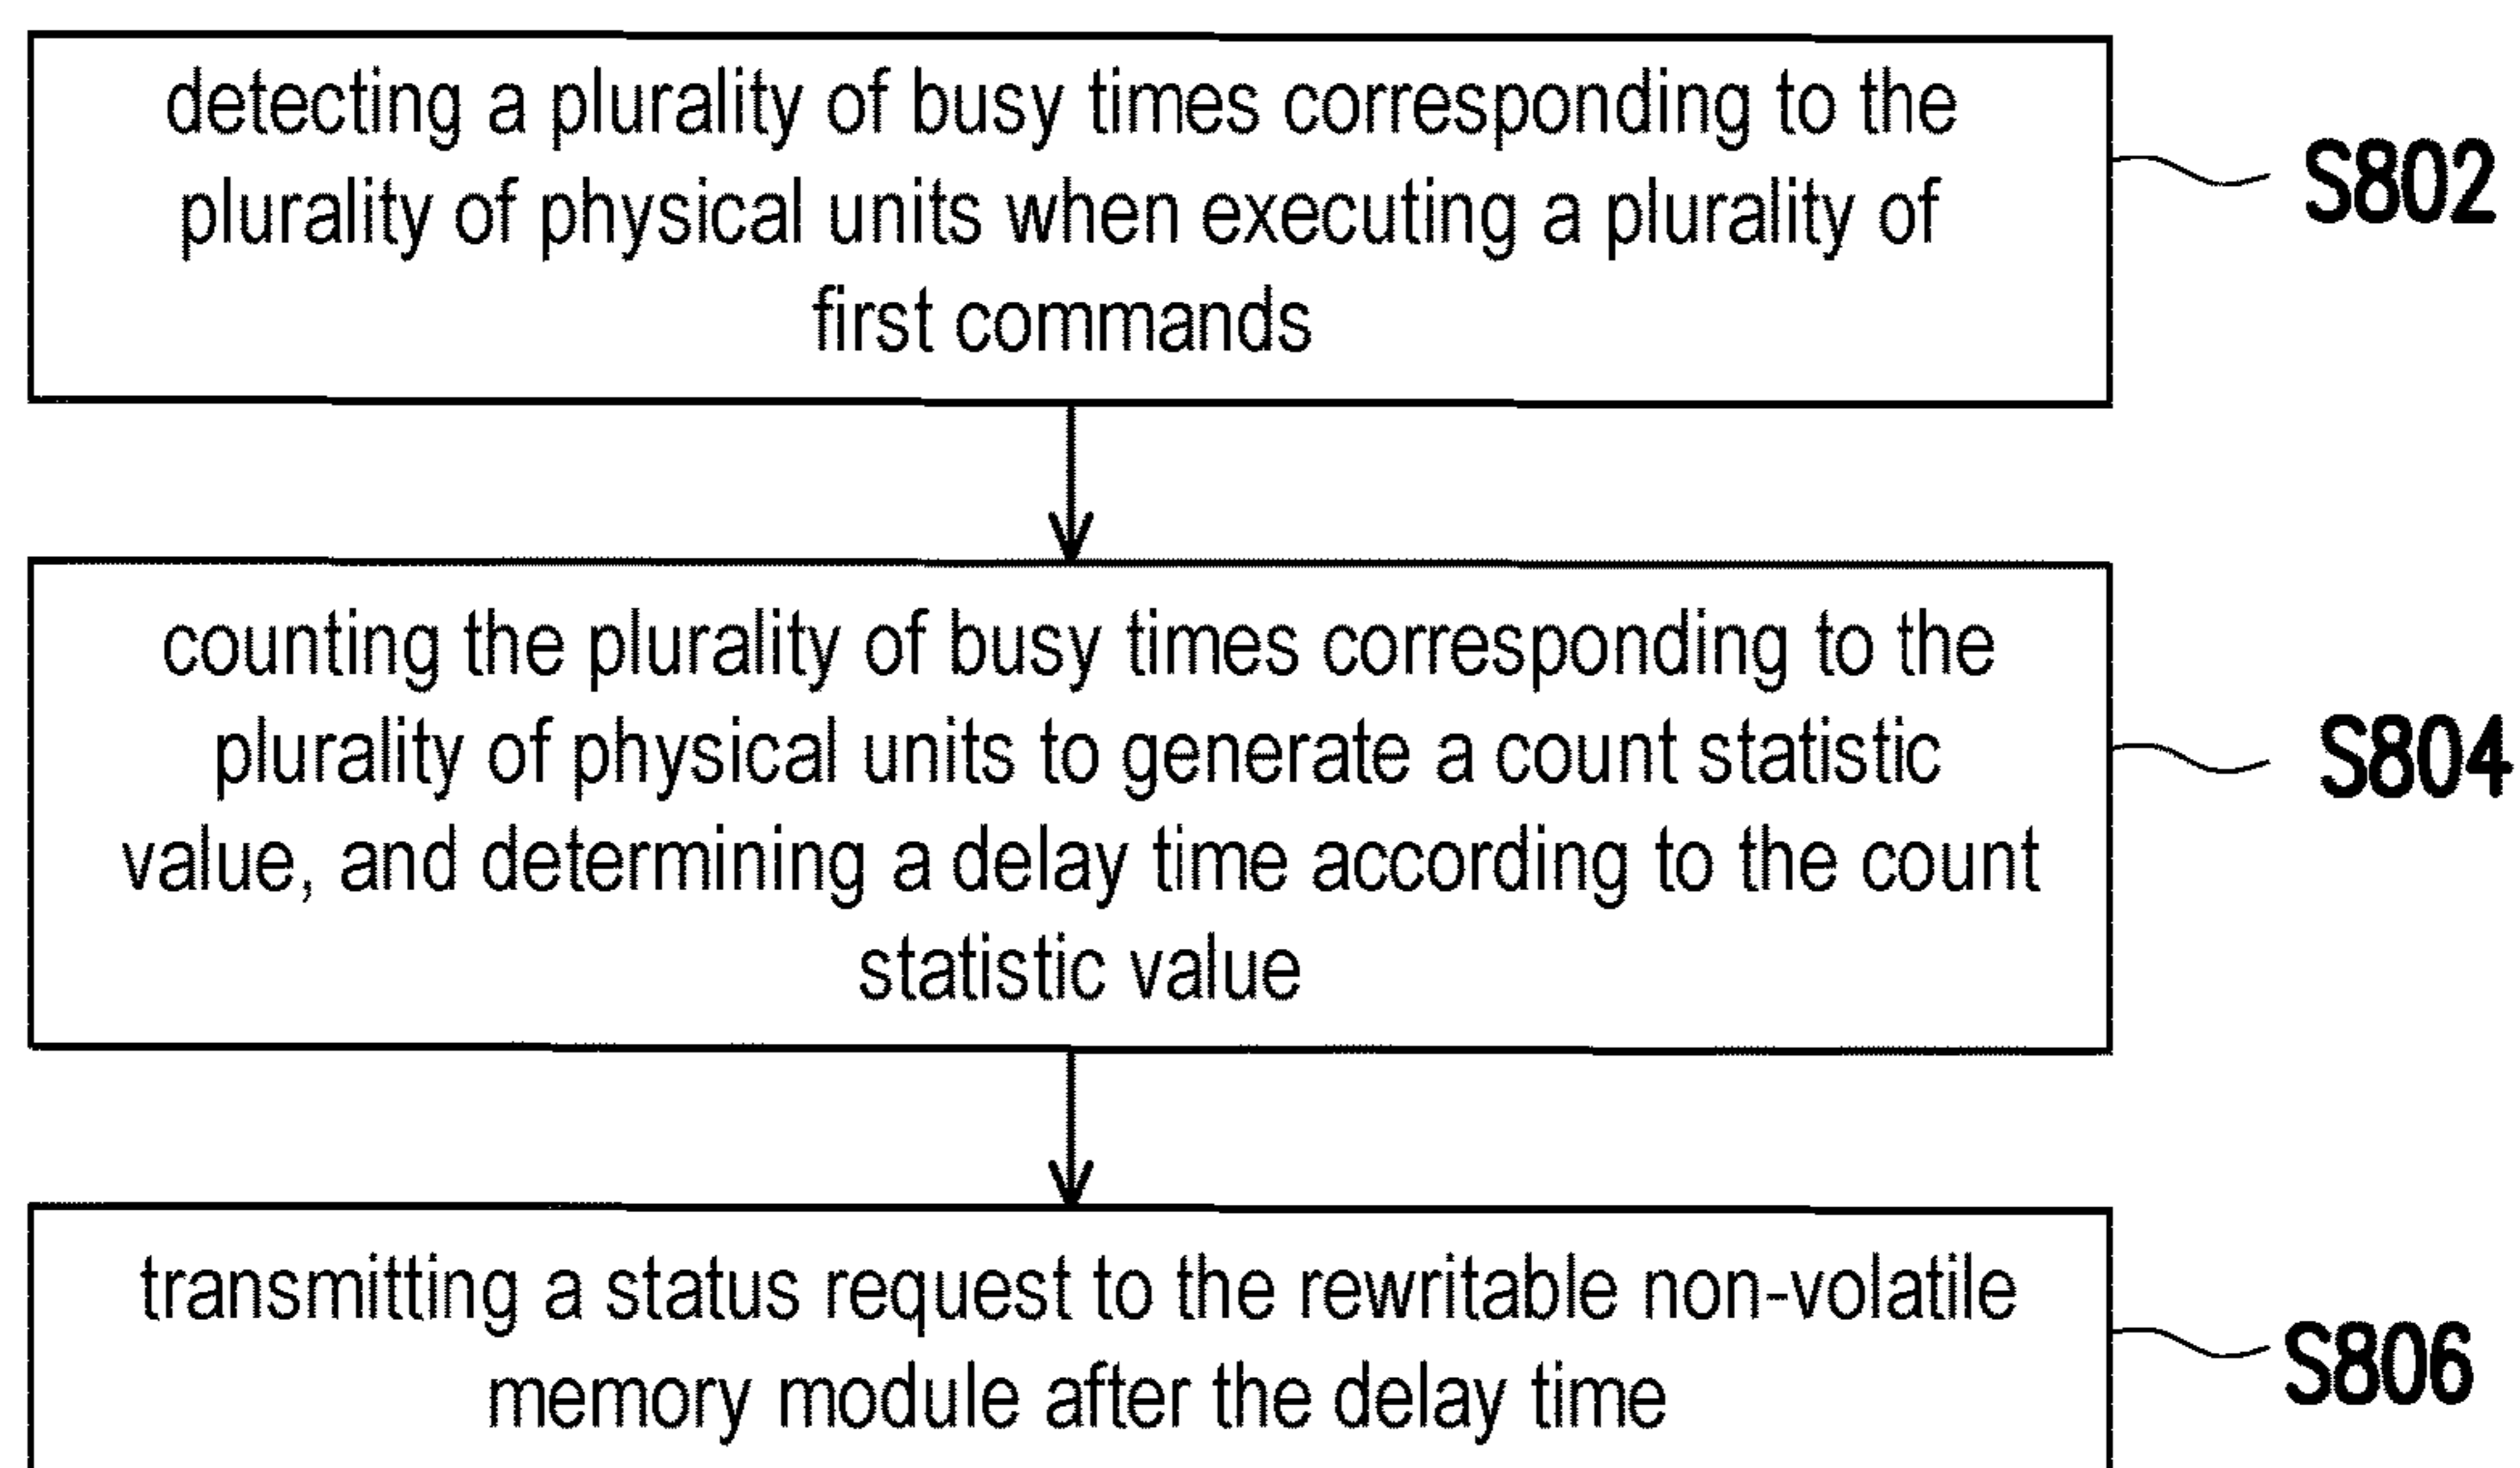 detecting a plurality of busy times corresponding to the
plurality of physical units when executing a plurality of
first commands
S802
counting the plurality of busy times corresponding to the
plurality of physical units to generate a count statistic
value, and determining a delay time according to the count
statistic value
S804
transmitting a status request to the rewritable non-volatile
memory module after the delay time
S806